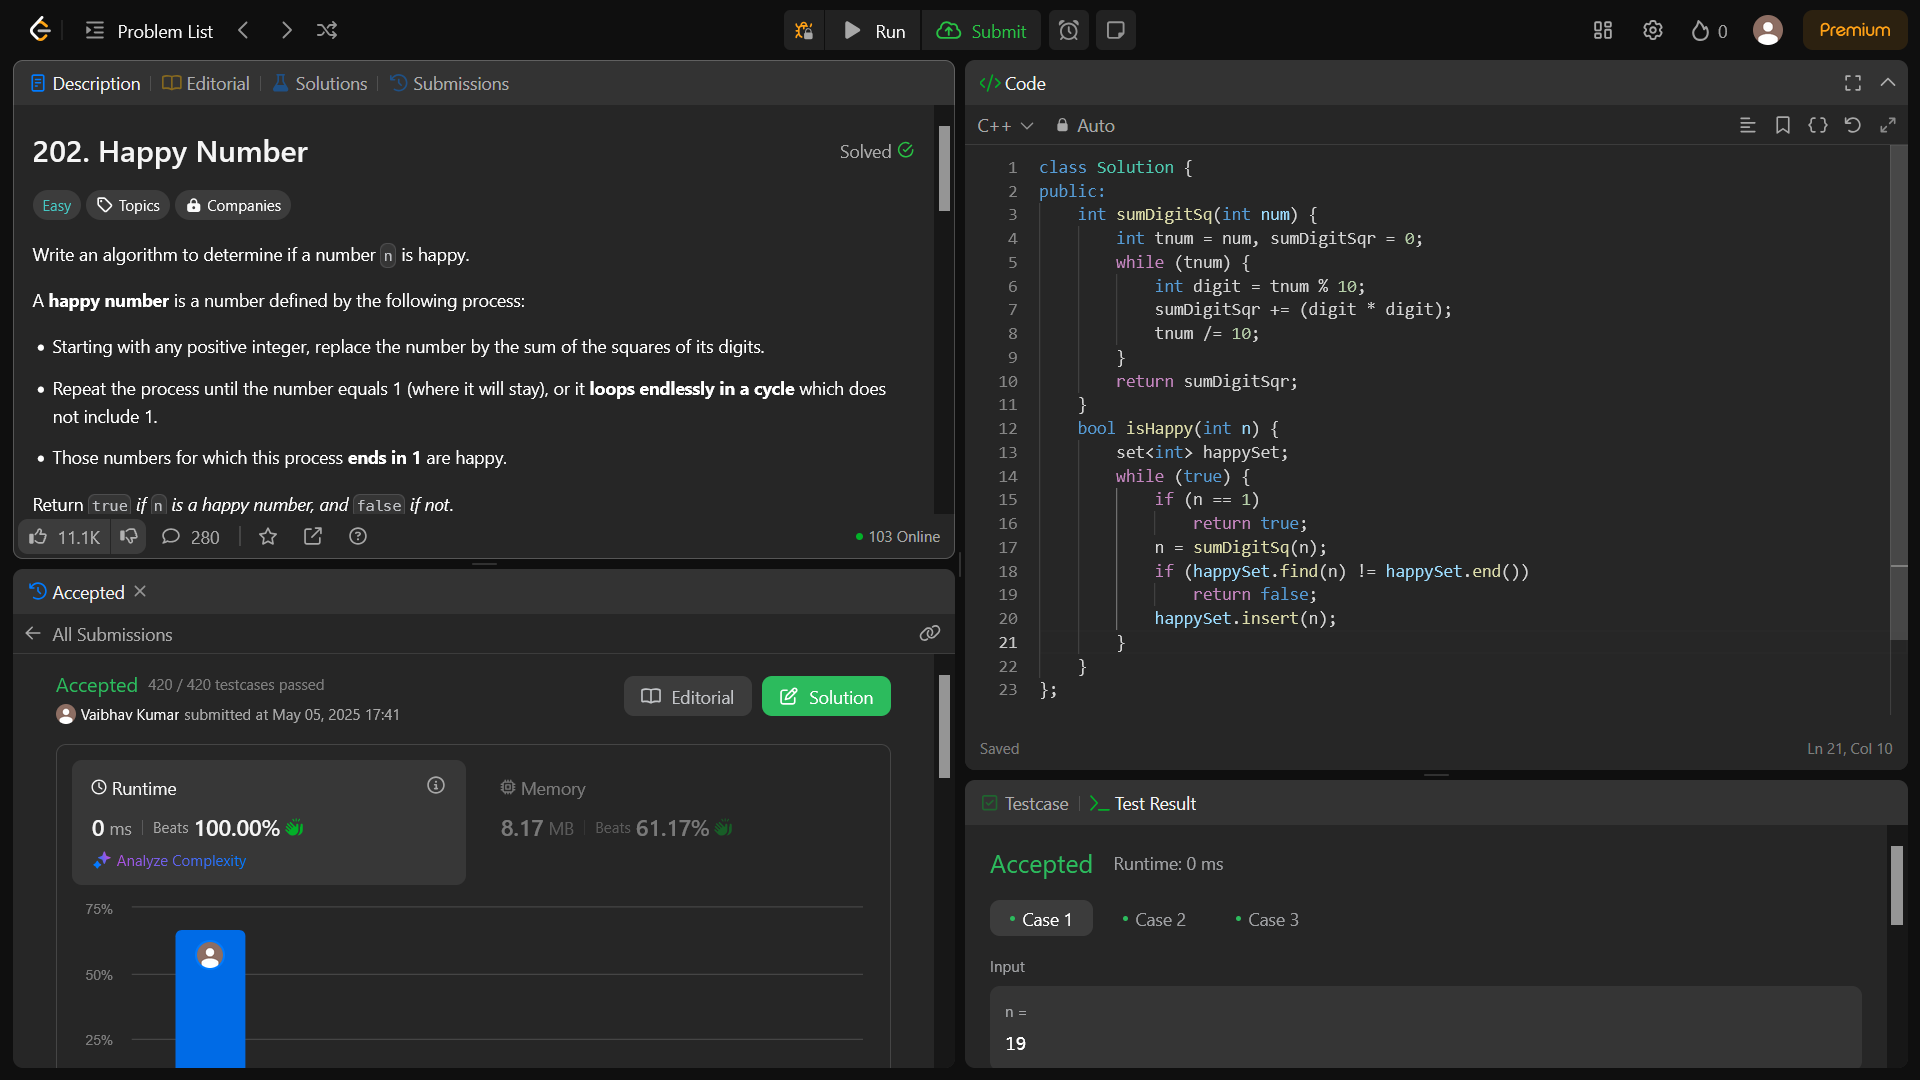 Problem List
Run
Submit
0
Premium
Description
Editorial
Solutions
Submissions
202. Happy Number
Solved
Easy
Topics
Companies
Write an algorithm to determine if a number n is happy.
A happy number is a number defined by the following process:
• Starting with any positive integer, replace the number by the sum of the squares of its digits.
• Repeat the process until the number equals 1 (where it will stay), or it loops endlessly in a cycle which does
not include 1.
• Those numbers for which this process ends in 1 are happy.
Return true if n is a happy number, and false if not.
11.1K
280
103 Online
Accepted
All Submissions
Accepted 420 / 420 testcases passed
Vaibhav Kumar submitted at May 05, 2025 17:41
Editorial
Solution
Runtime
0 ms
Beats 100.00%
Analyze Complexity
Memory
8.17 MB
Beats 61.17%
75%
50%
25%
</> Code
C++
Auto
1 class Solution {
2 public:
3     int sumDigitSq(int num) {
4         int tnum = num, sumDigitSqr = 0;
5         while (tnum) {
6             int digit = tnum % 10;
7             sumDigitSqr += (digit * digit);
8             tnum /= 10;
9         }
10         return sumDigitSqr;
11     }
12     bool isHappy(int n) {
13         set<int> happySet;
14         while (true) {
15             if (n == 1)
16                 return true;
17             n = sumDigitSq(n);
18             if (happySet.find(n) != happySet.end())
19                 return false;
20             happySet.insert(n);
21         }
22     }
23 };
Saved
Ln 21, Col 10
Testcase
Test Result
Accepted
Runtime: 0 ms
Case 1
Case 2
Case 3
Input
n =
19